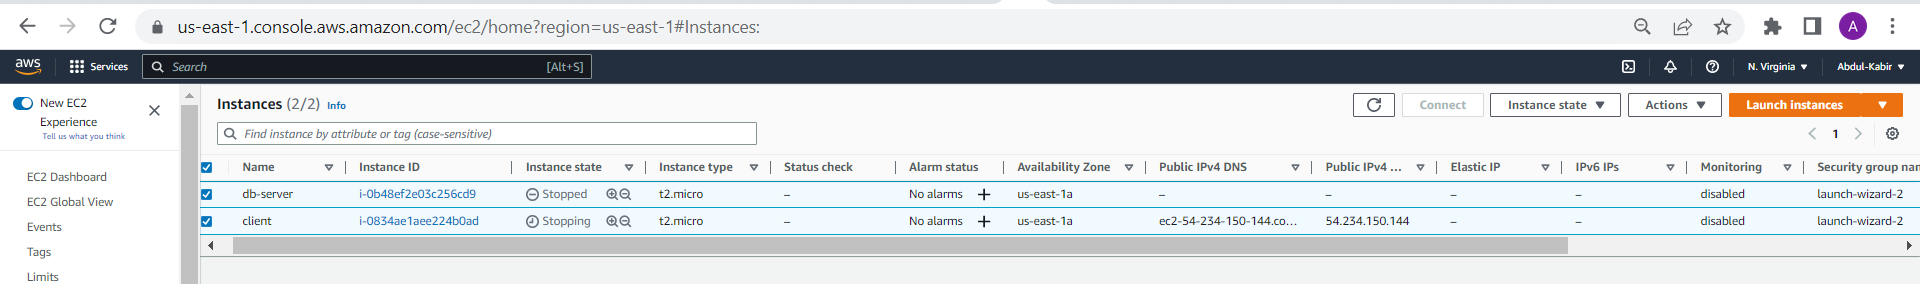 us-east-1.console.aws.amazon.com/ec2/home?region=us-east-1#Instances:
A
aws
Services
Search
[Alt+S]
N. Virginia
Abdul-Kabir
New EC2
Experience
Tell us what you think
EC2 Dashboard
EC2 Global View
Events
Tags
Limits
Instances (2/2) Info
Connect
Instance state
Actions
Launch instances
Find instance by attribute or tag (case-sensitive)
1
Name Instance ID Instance state Instance type Status check Alarm status Availability Zone Public IPv4 DNS Public IPv4 ... Elastic IP IPv6 IPs Monitoring Security group nan
db-server i-0b48ef2e03c256cd9 Stopped t2.micro – No alarms + us-east-1a – – – – disabled launch-wizard-2
client i-0834ae1aee224b0ad Stopping t2.micro – No alarms + us-east-1a ec2-54-234-150-144.co... 54.234.150.144 – – disabled launch-wizard-2